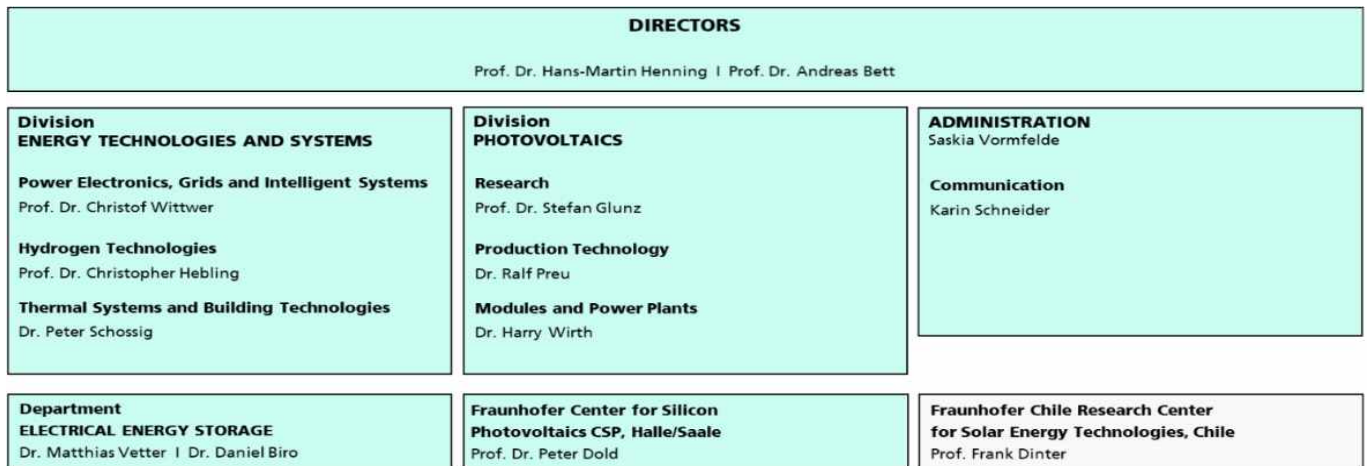 DIRECTORS
Prof. Dr. Hans-Martin Henning I Prof. Dr. Andreas Bett
Division
ENERGY TECHNOLOGIES AND SYSTEMS
Power Electronics, Grids and Intelligent Systems
Prof. Dr. Christof Wittwer
Hydrogen Technologies
Prof. Dr. Christopher Hebling
Thermal Systems and Building Technologies
Dr. Peter Schossig
Division
PHOTOVOLTAICS
Research
Prof. Dr. Stefan Glunz
Production Technology
Dr. Ralf Preu
Modules and Power Plants
Dr. Harry Wirth
ADMINISTRATION
Saskia Vormfelde
Communication
Karin Schneider
Department
ELECTRICAL ENERGY STORAGE
Dr. Matthias Vetter I Dr. Daniel Biro
Fraunhofer Center for Silicon
Photovoltaics CSP, Halle/Saale
Prof. Dr. Peter Dold
Fraunhofer Chile Research Center
for Solar Energy Technologies, Chile
Prof. Frank Dinter